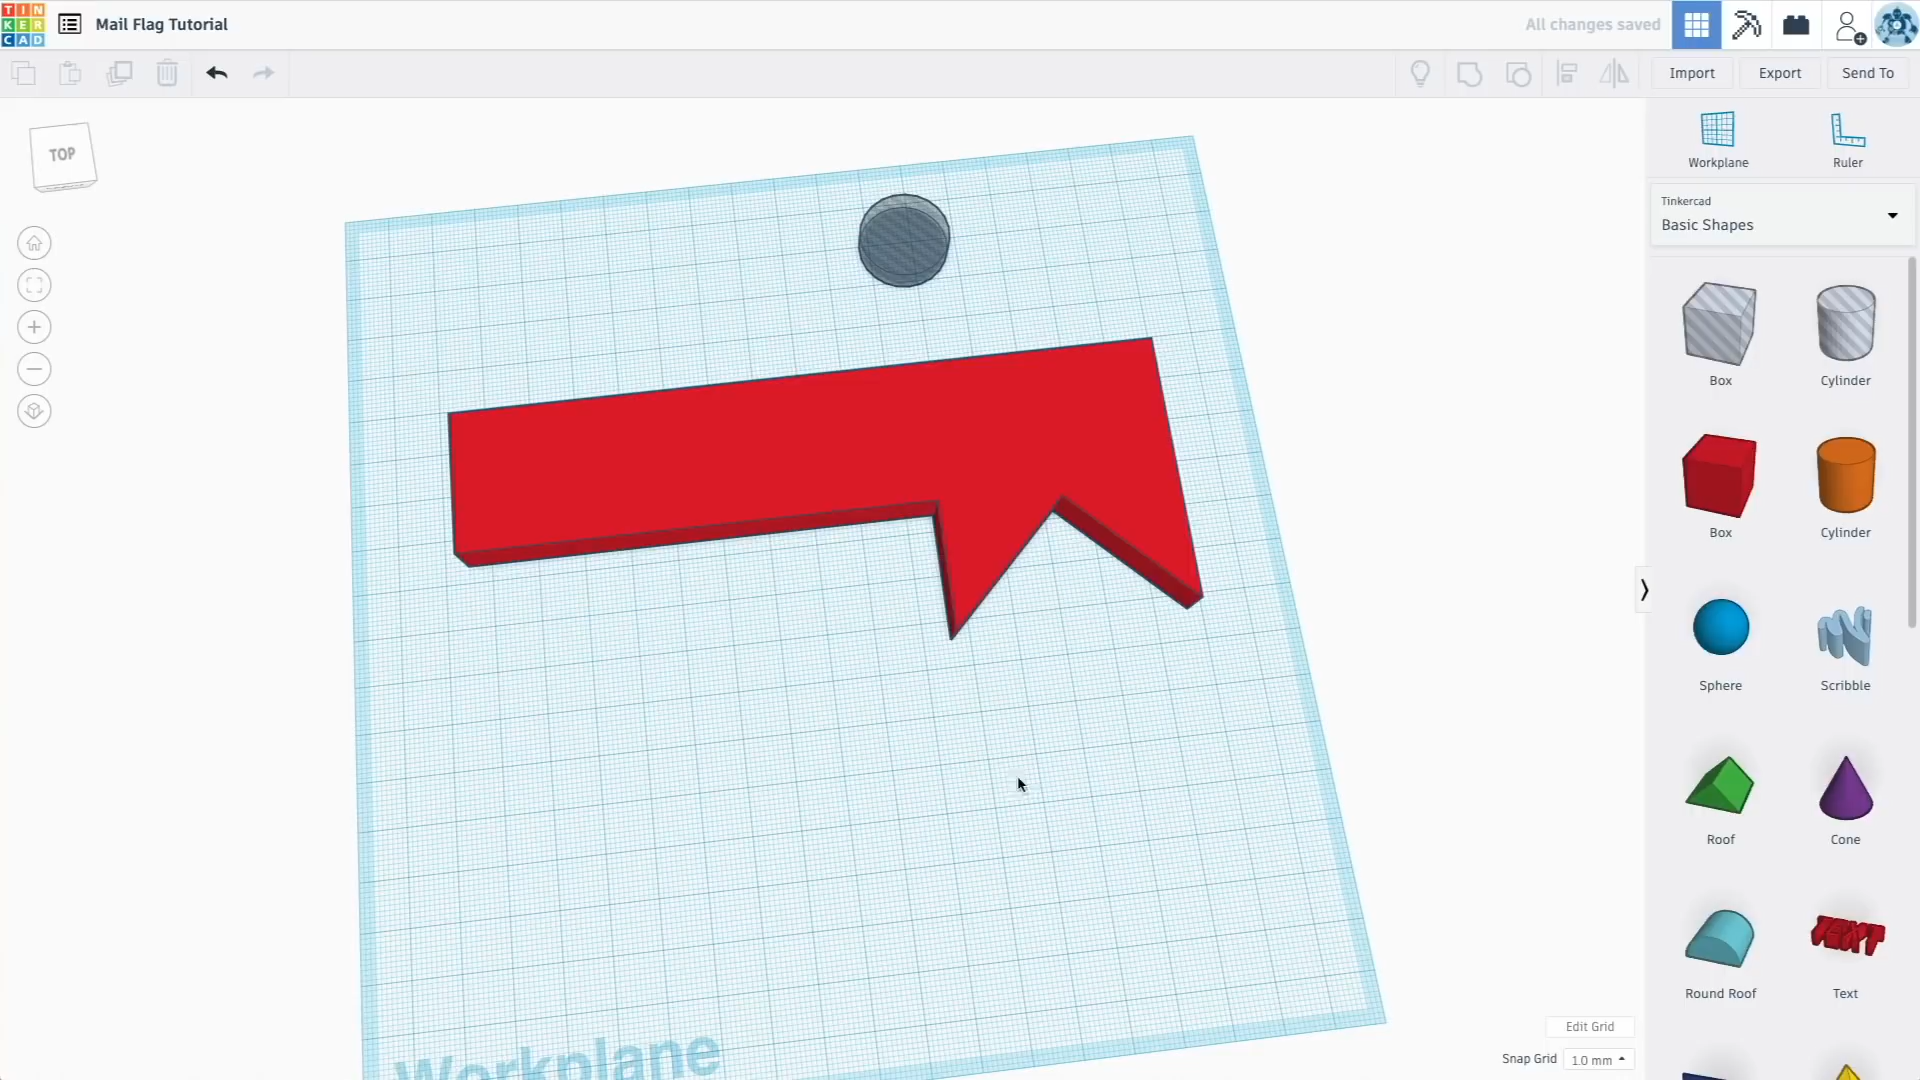 TIN
KER
CAD
Mail Flag Tutorial
All changes saved
Import
Export
Send To
TOP
Workplane
Ruler
Tinkercad
Basic Shapes
Box
Cylinder
Box
Cylinder
Sphere
Scribble
Roof
Cone
Round Roof
TEXT
Text
Edit Grid
Snap Grid
1.0 mm
Workplane